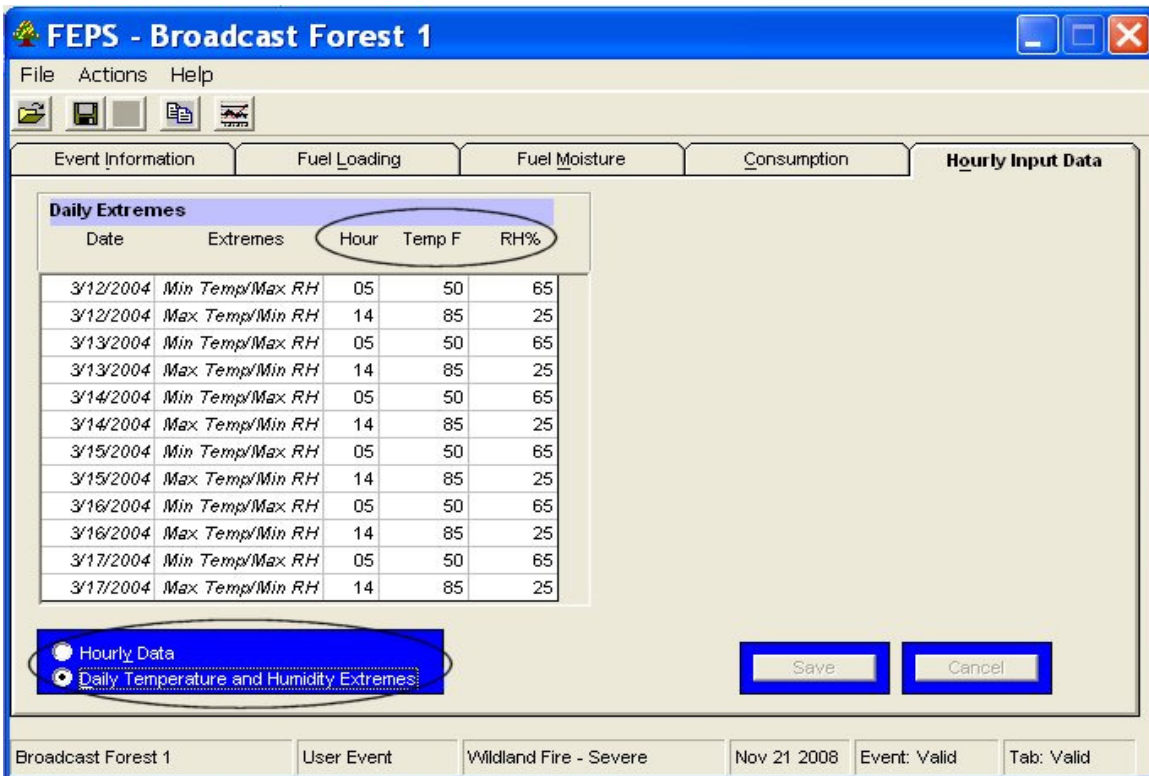 FEPS - Broadcast Forest 1
File Actions Help
Event Information Fuel Loading Fuel Moisture Consumption Hourly Input Data
Daily Extremes
Date Extremes Hour Temp F RH%
3/12/2004 Min Temp/Max RH 05 50 65
3/12/2004 Max Temp/Min RH 14 85 25
3/13/2004 Min Temp/Max RH 05 50 65
3/13/2004 Max Temp/Min RH 14 85 25
3/14/2004 Min Temp/Max RH 05 50 65
3/14/2004 Max Temp/Min RH 14 85 25
3/15/2004 Min Temp/Max RH 05 50 65
3/15/2004 Max Temp/Min RH 14 85 25
3/16/2004 Min Temp/Max RH 05 50 65
3/16/2004 Max Temp/Min RH 14 85 25
3/17/2004 Min Temp/Max RH 05 50 65
3/17/2004 Max Temp/Min RH 14 85 25
Hourly Data
Daily Temperature and Humidity Extremes
Save Cancel
Broadcast Forest 1 User Event Wildland Fire - Severe Nov 21 2008 Event: Valid Tab: Valid